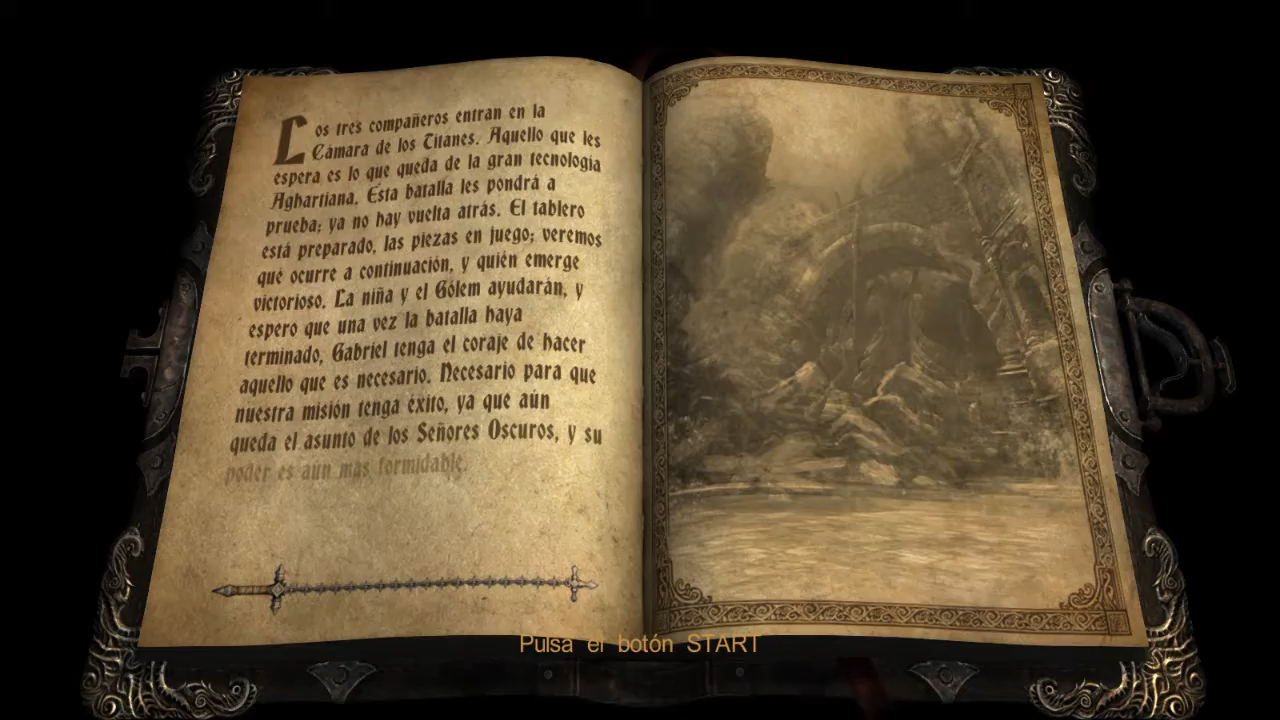 Los tres compañeros entran en la
Cámara de los Titanes. Aquello que les
espera es lo que queda de la gran tecnología
Aghartiana. Esta batalla les pondrá a
prueba; ya no hay vuelta atrás. El tablero
está preparado, las piezas en juego; veremos
qué ocurre a continuación, y quién emerge
victorioso. La niña y el Gólem ayudarán, y
espero que una vez la batalla haya
terminado, Gabriel tenga el coraje de hacer
aquello que es necesario. Necesario para que
nuestra misión tenga éxito, ya que aún
queda el asunto de los Señores Oscuros, y su
poder es aún más formidable.
Pulsa el botón START